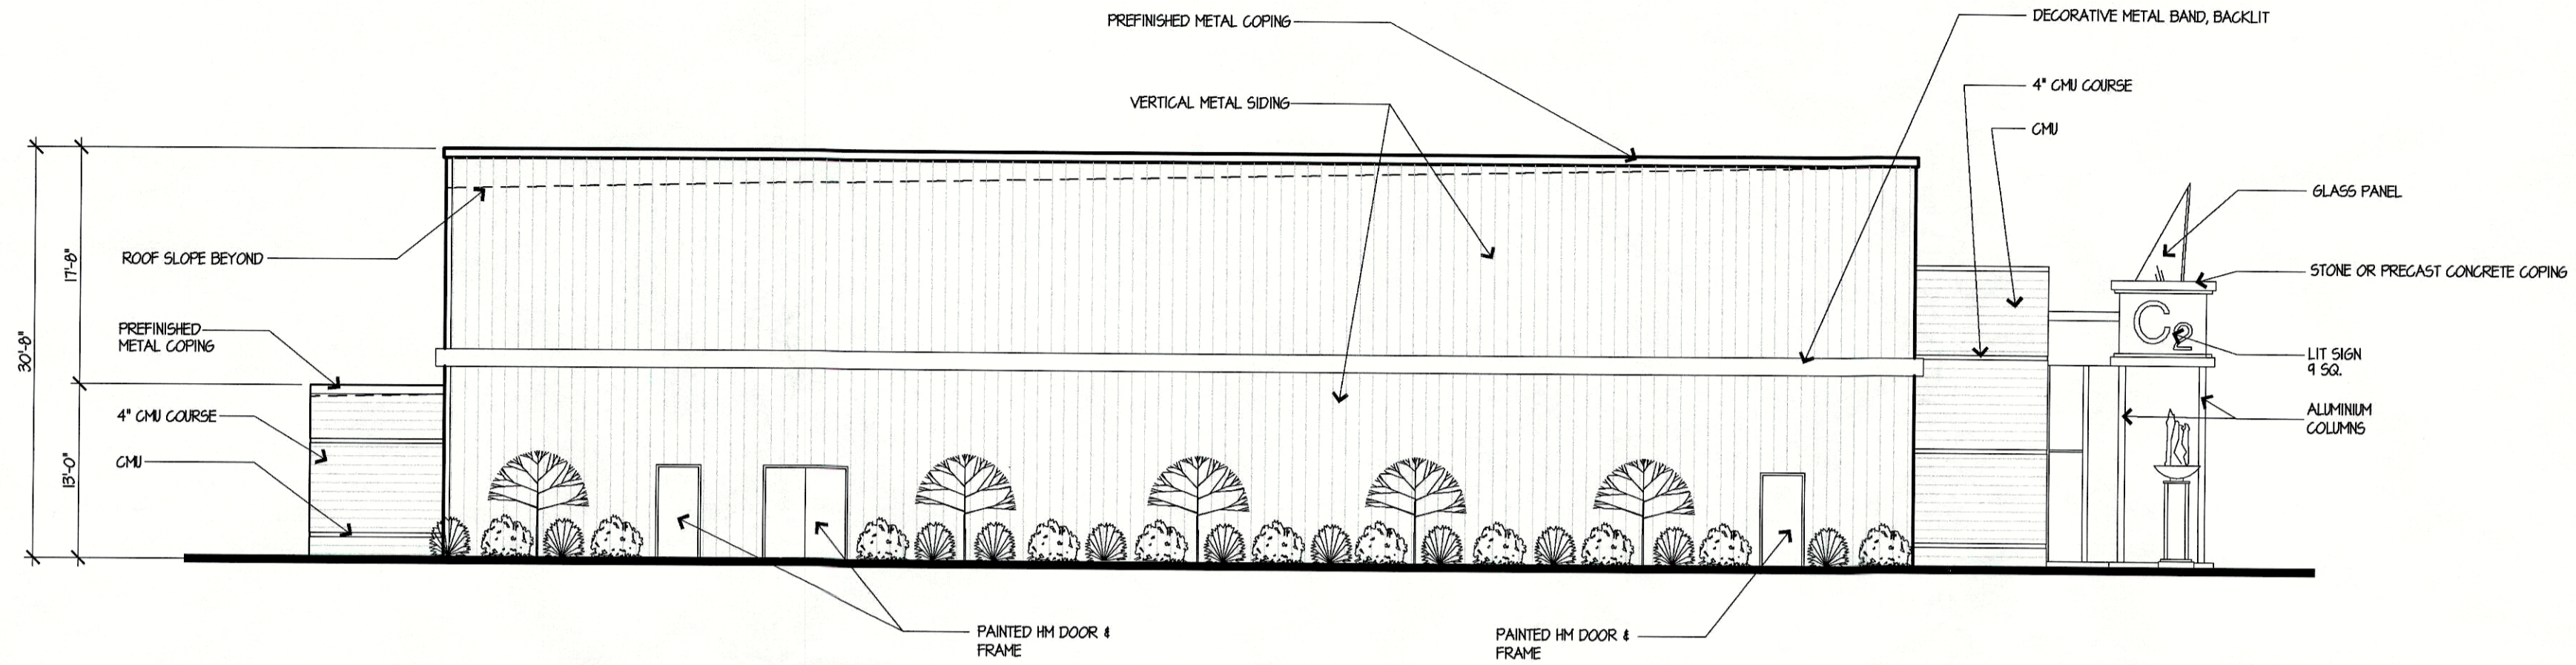 PREFINISHED METAL COPING
DECORATIVE METAL BAND, BACKLIT
4" CMU COURSE
VERTICAL METAL SIDING
CMU
GLASS PANEL
ROOF SLOPE BEYOND
17'-8"
STONE OR PRECAST CONCRETE COPING
30'-8"
PREFINISHED
METAL COPING
C2
LIT SIGN
9 SQ.
4" CMU COURSE
ALUMINIUM
COLUMNS
CMU
13'-0"
PAINTED HM DOOR &
FRAME
PAINTED HM DOOR &
FRAME